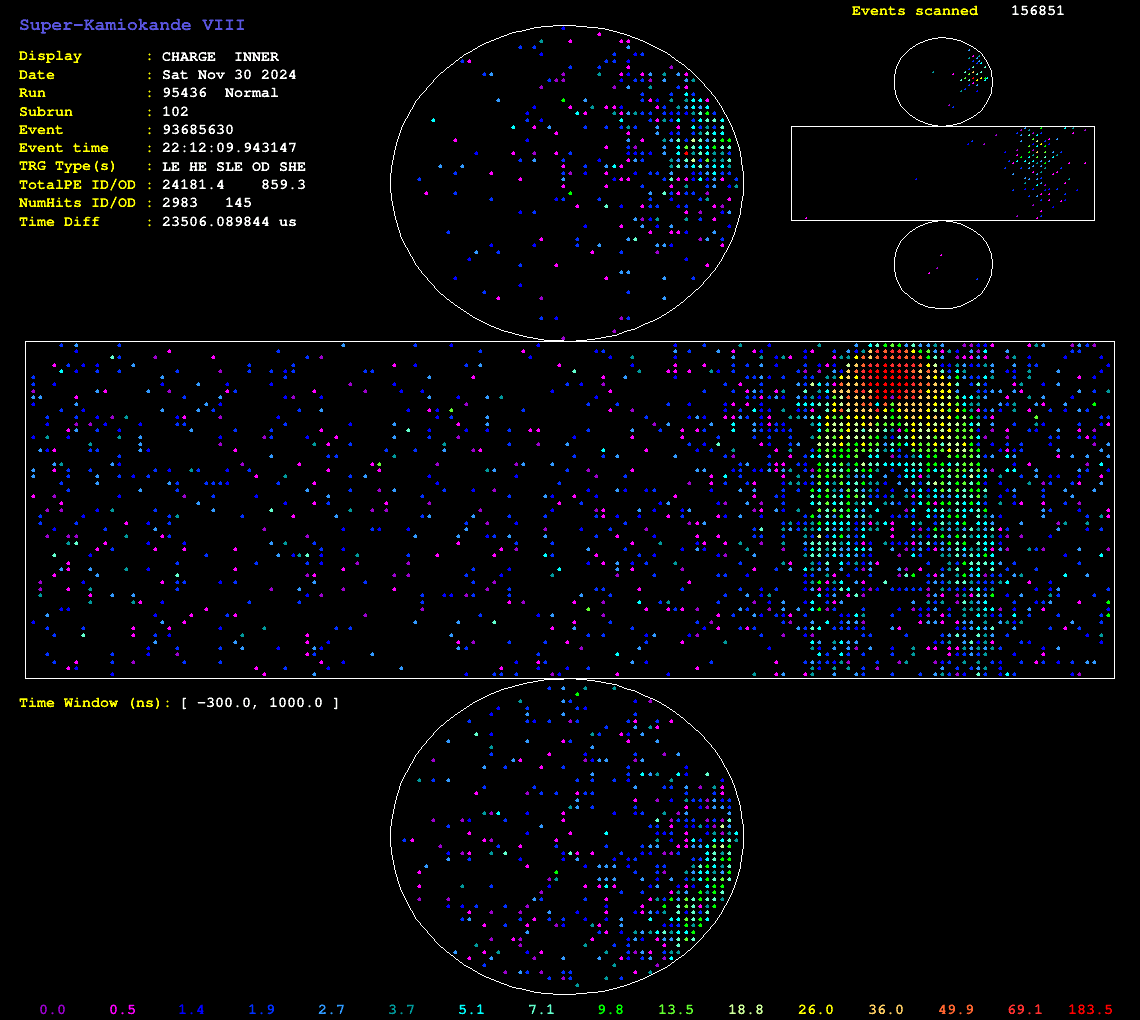 Super-Kamiokande VIII
Events scanned 156851
Display : CHARGE INNER
Date : Sat Nov 30 2024
Run : 95436 Normal
Subrun : 102
Event : 93685630
Event time : 22:12:09.943147
TRG Type(s) : LE HE SLE OD SHE
TotalPE ID/OD : 24181.4 859.3
NumHits ID/OD : 2983 145
Time Diff : 23506.089844 us
Time Window (ns): [ -300.0, 1000.0 ]
0.0 0.5 1.4 1.9 2.7 3.7 5.1 7.1 9.8 13.5 18.8 26.0 36.0 49.9 69.1 183.5